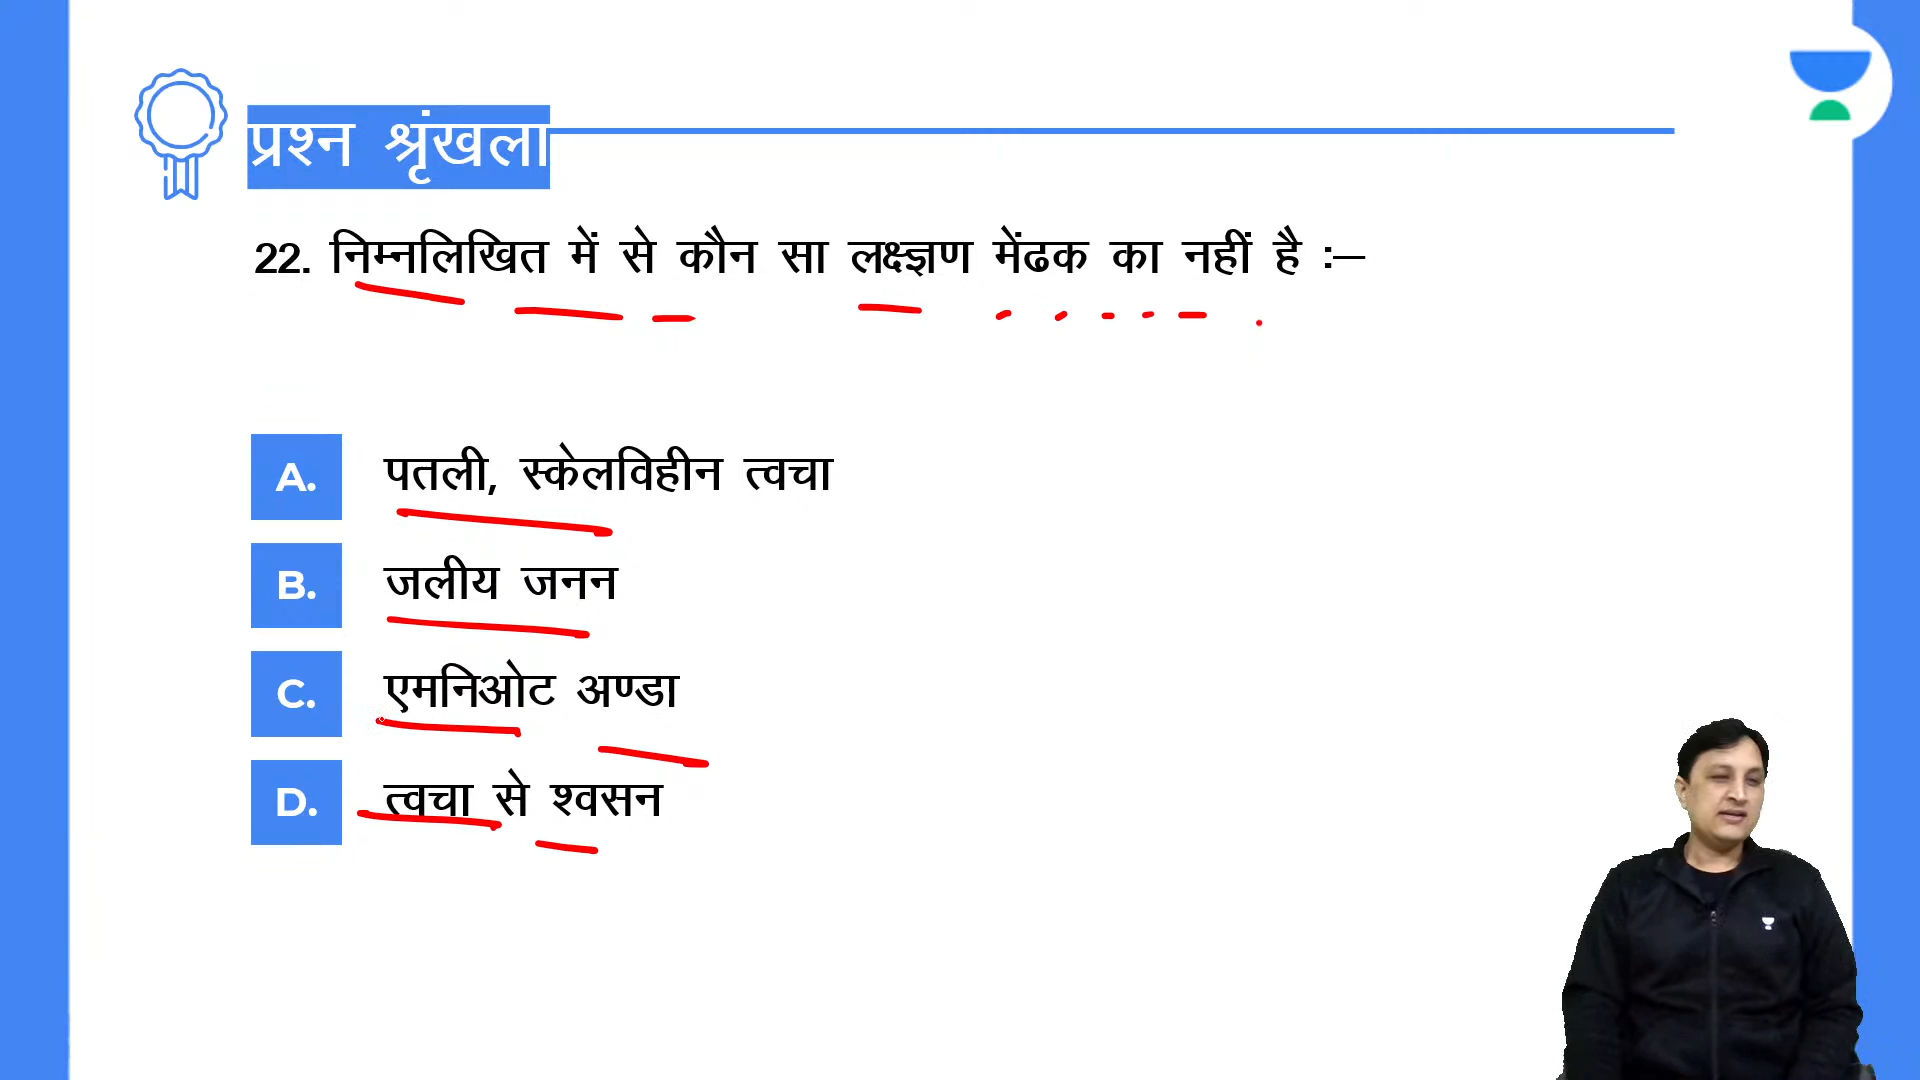 प्रश्न श्रृंखला
22. निम्नलिखित में से कौन सा लक्ष्ज्ञण मेंढक का नहीं है :–
A. पतली, स्केलविहीन त्वचा
B. जलीय जनन
C. एमनिओट अण्डा
D. त्वचा से श्वसन